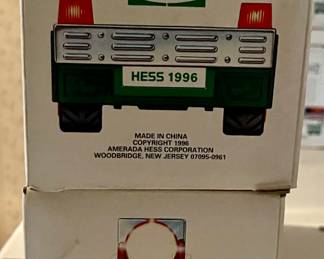 HESS 1996
MADE IN CHINA
COPYRIGHT 1996
AMERADA HESS CORPORATION
WOODBRIDGE, NEW JERSEY 07095-0961